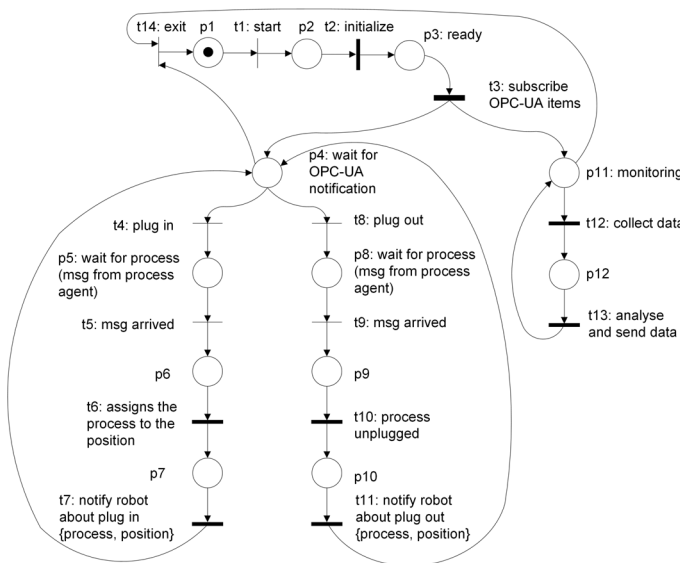 t14: exit
p1
t1: start
p2
t2: initialize
p3: ready
t3: subscribe
OPC-UA items
p4: wait for
OPC-UA
notification
p11: monitoring
t4: plug in
t8: plug out
t12: collect data
p5: wait for process
(msg from process
agent)
p8: wait for process
(msg from process
agent)
p12
t5: msg arrived
t9: msg arrived
t13: analyse
and send data
p6
p9
t6: assigns the
process to the
position
t10: process
unplugged
p7
p10
t7: notify robot
about plug in
{process, position}
t11: notify robot
about plug out
{process, position}